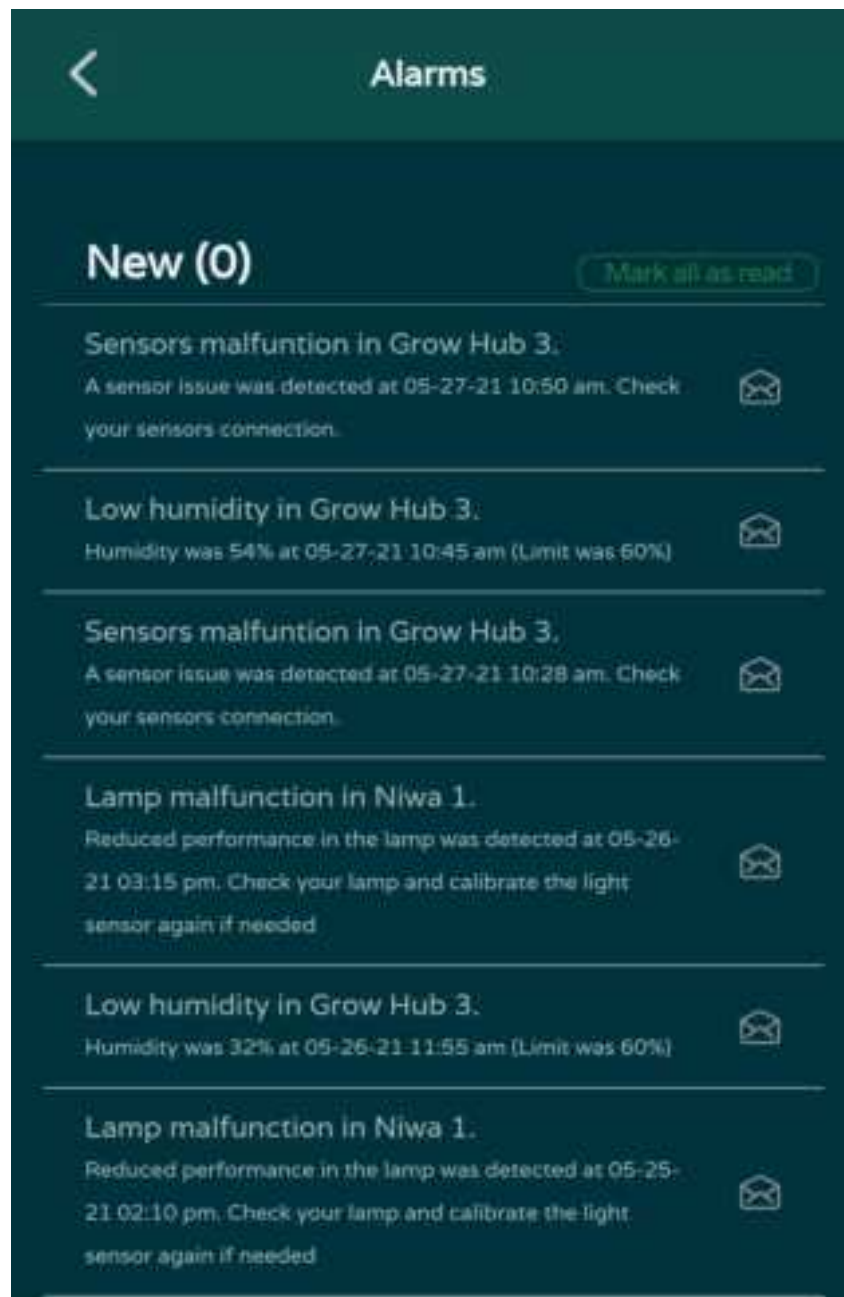 Alarms
New (0)
Mark all as read
Sensors malfuntion in Grow Hub 3.
A sensor issue was detected at 05-27-21 10:50 am. Check
your sensors connection.
Low humidity in Grow Hub 3.
Humidity was 54% at 05-27-21 10:45 am (Limit was 60%)
Sensors malfuntion in Grow Hub 3.
A sensor issue was detected at 05-27-21 10:28 am. Check
your sensors connection.
Lamp malfunction in Niwa 1.
Reduced performance in the lamp was detected at 05-26-
21 03:15 pm. Check your lamp and calibrate the light
sensor again if needed
Low humidity in Grow Hub 3.
Humidity was 32% at 05-26-21 11:55 am (Limit was 60%)
Lamp malfunction in Niwa 1.
Reduced performance in the lamp was detected at 05-25-
21 02:10 pm. Check your lamp and calibrate the light
sensor again if needed